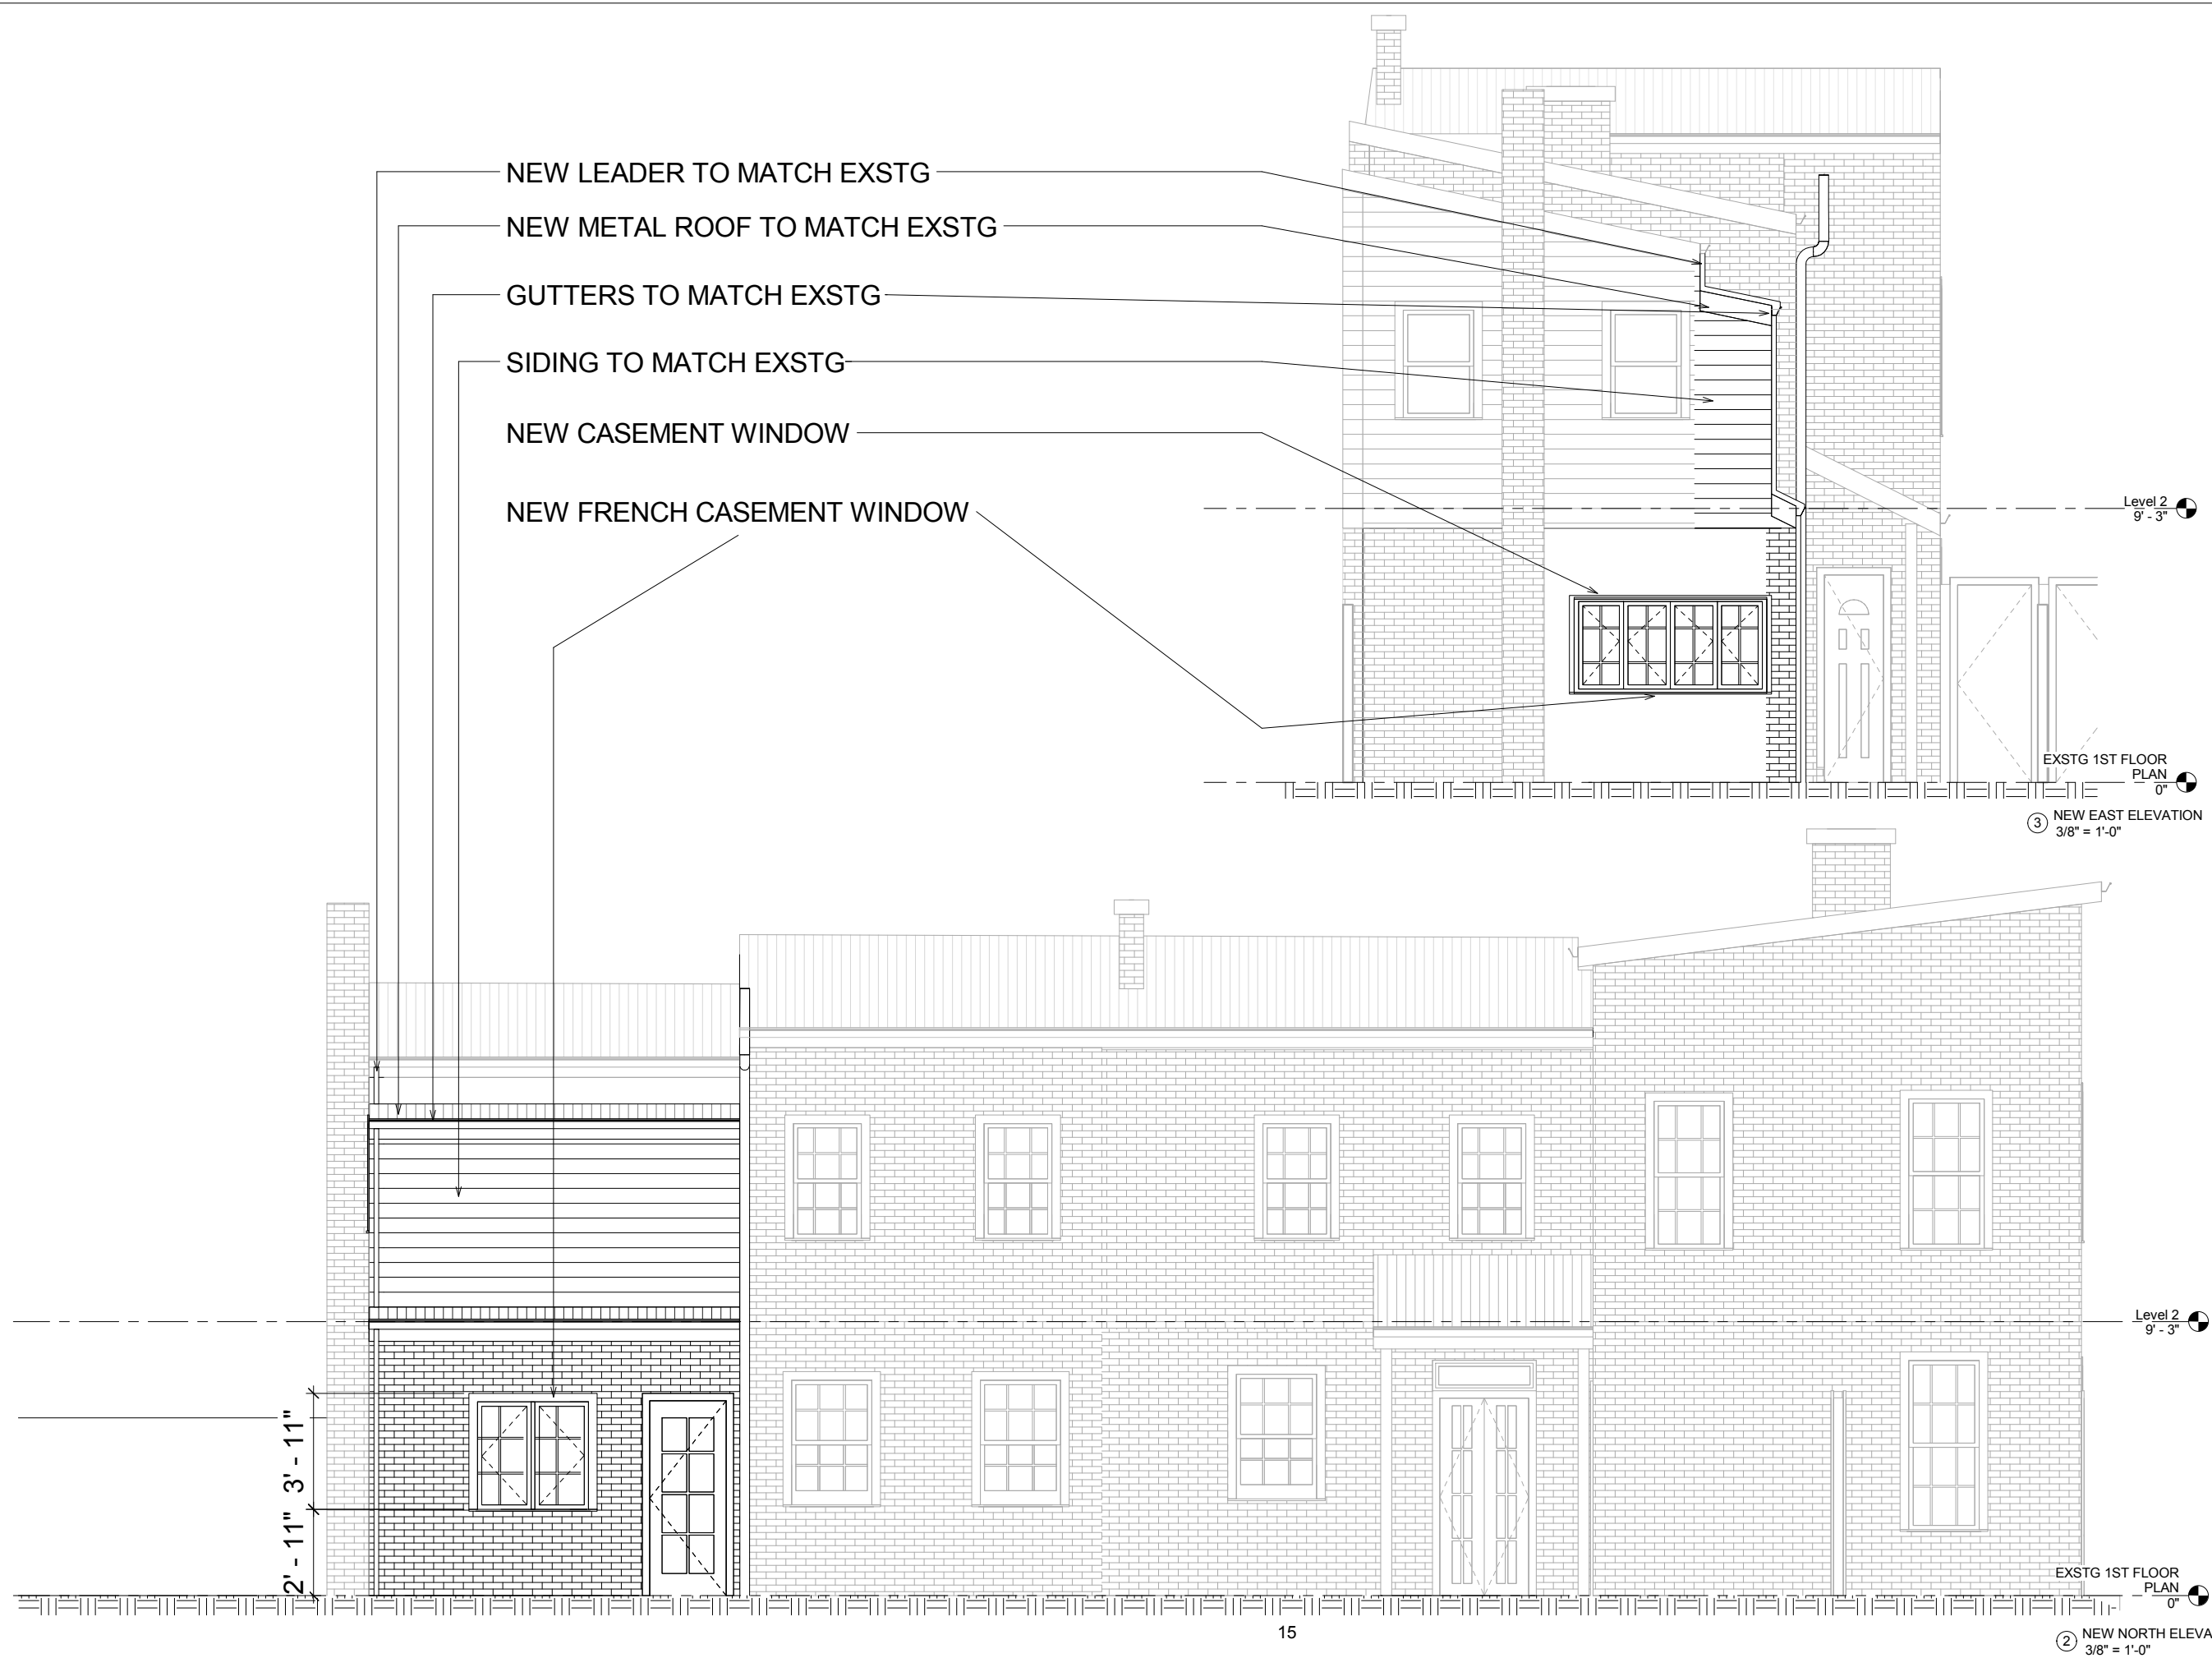 NEW LEADER TO MATCH EXSTG
NEW METAL ROOF TO MATCH EXSTG
GUTTERS TO MATCH EXSTG
SIDING TO MATCH EXSTG
NEW CASEMENT WINDOW
NEW FRENCH CASEMENT WINDOW
Level 2
9' - 3"
EXSTG 1ST FLOOR
PLAN
0"
3 NEW EAST ELEVATION
3/8" = 1'-0"
Level 2
9' - 3"
3' - 11"
2' - 11"
EXSTG 1ST FLOOR
PLAN
0"
15
2 NEW NORTH ELEVA
3/8" = 1'-0"